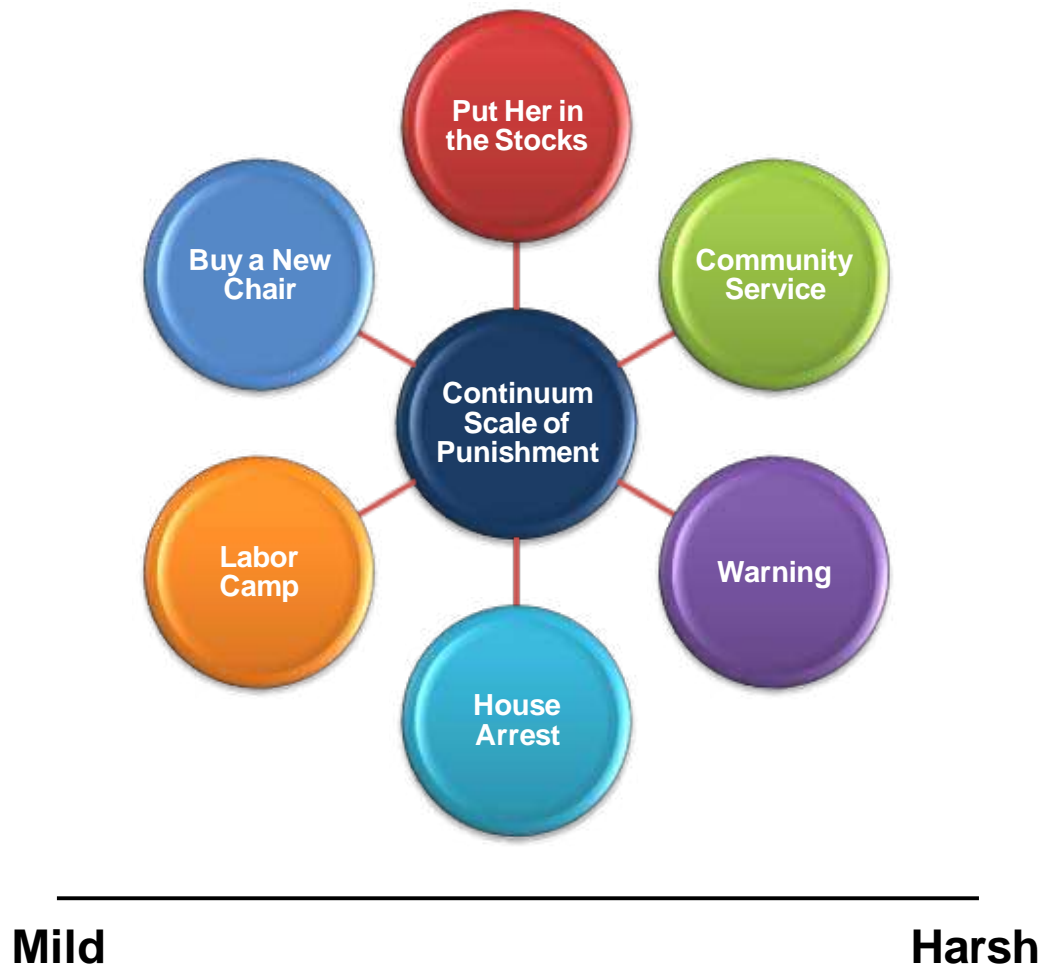 Put Her in
the Stocks
Buy a New
Chair
Community
Service
Continuum
Scale of
Punishment
Labor
Camp
Warning
House
Arrest
Mild
Harsh